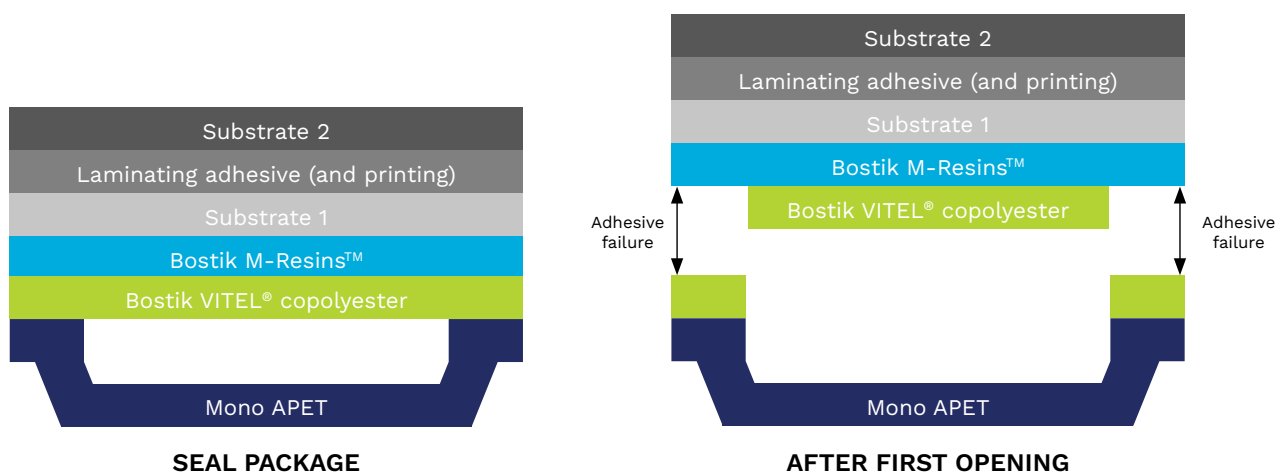 Substrate 2
Laminating adhesive (and printing)
Substrate 1
Bostik M-Resins™
Bostik VITEL® copolyester
Mono APET
SEAL PACKAGE
Substrate 2
Laminating adhesive (and printing)
Substrate 1
Bostik M-Resins™
Bostik VITEL® copolyester
Adhesive
failure
Adhesive
failure
Mono APET
AFTER FIRST OPENING